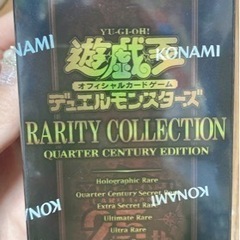 YU-GI-OH!
遊戯王
KONAMI
KONAMI
オフィシャルカードゲーム
デュエルモンスターズ
RARITY COLLECTION
QUARTER CENTURY EDITION
KONAMI
Holographic Rare
Quarter Century Secret Rare
Extra Secret Rare
Ultimate Rare
Ultra Rare
KONAMI
KONAMI